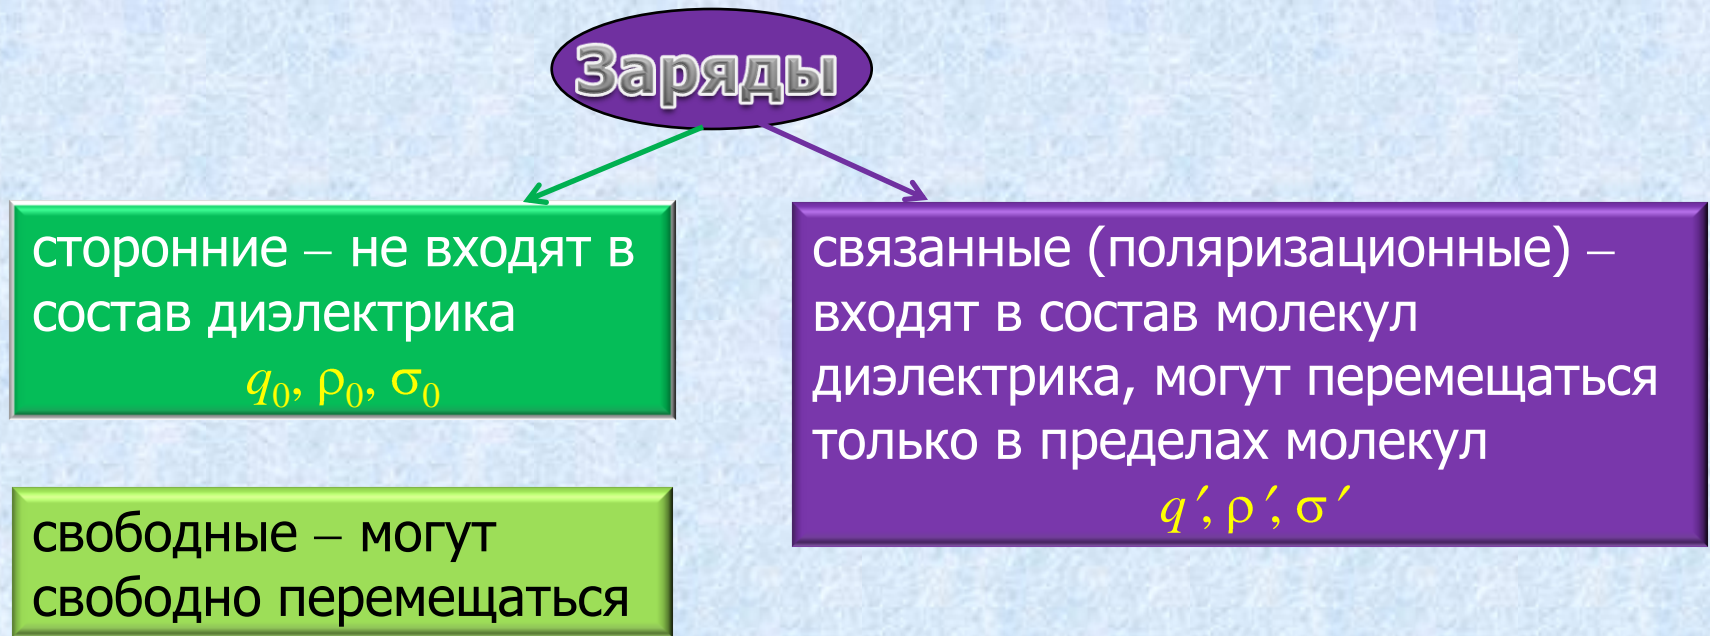 Заряды
сторонние – не входят в
состав диэлектрика
q₀, ρ₀, σ₀
свободные – могут
свободно перемещаться
связанные (поляризационные) –
входят в состав молекул
диэлектрика, могут перемещаться
только в пределах молекул
q′, ρ′, σ′